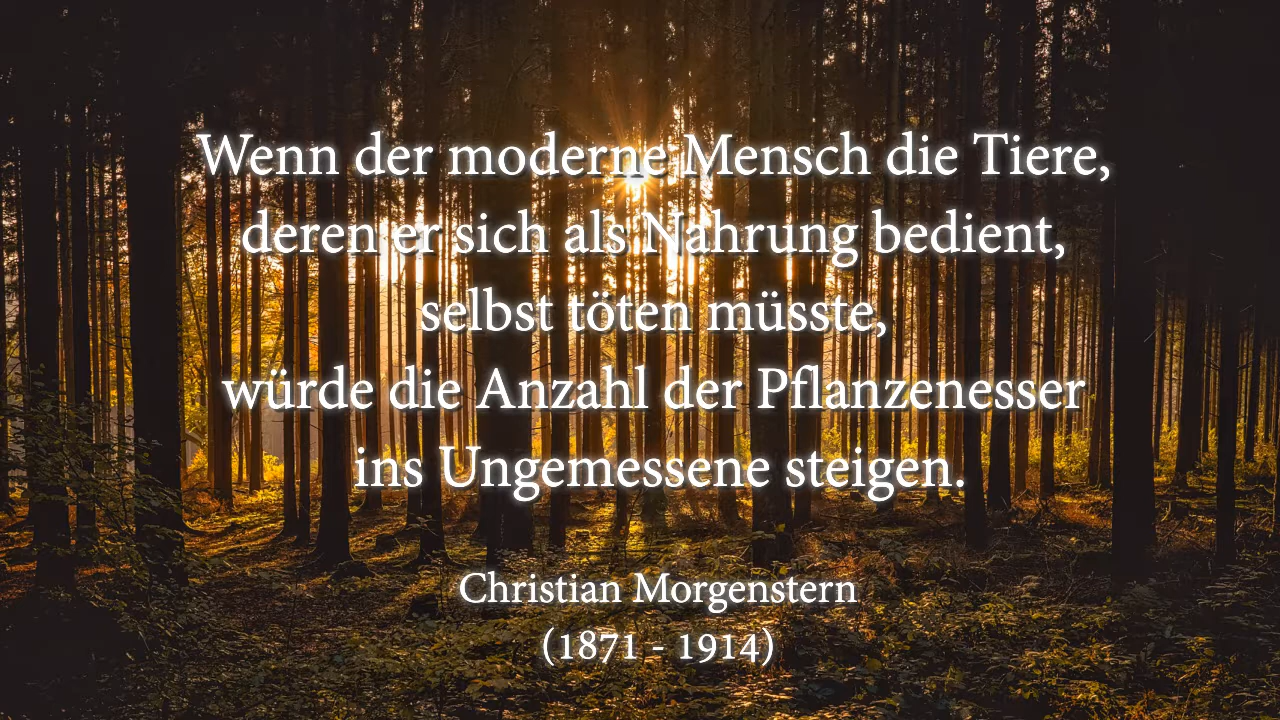 Wenn der moderne Mensch die Tiere,
deren er sich als Nahrung bedient,
selbst töten müsste,
würde die Anzahl der Pflanzenesser
ins Ungemessene steigen.
Christian Morgenstern
(1871 - 1914)